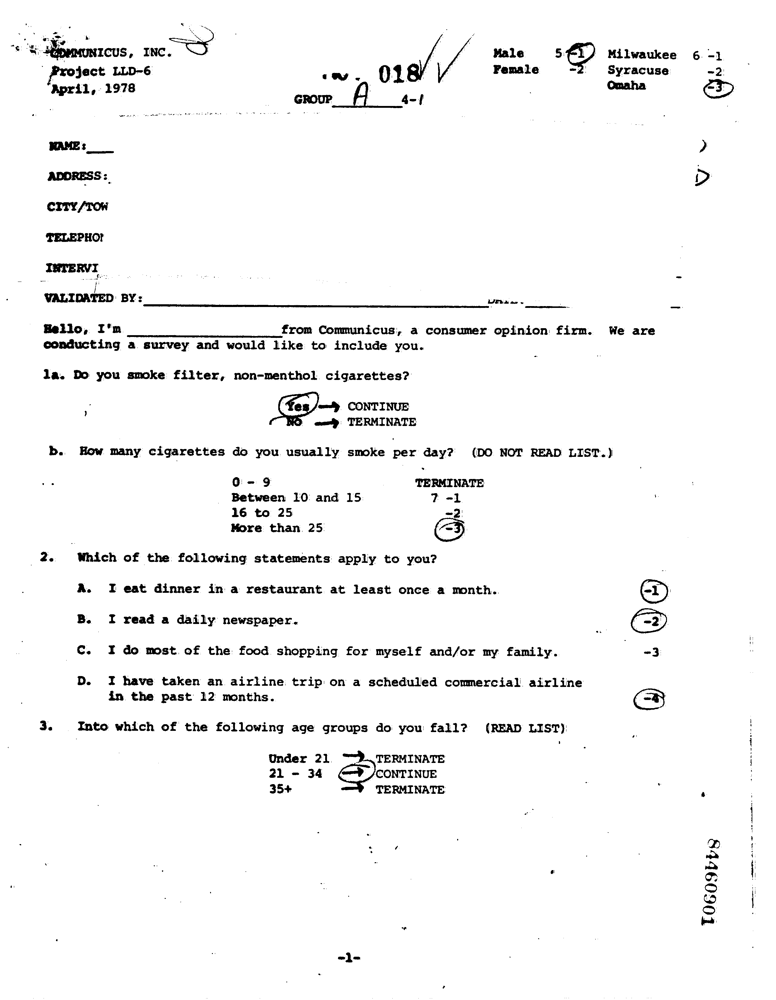 COMMUNICUS, INC.
Project LLD-6
April, 1978
018
GROUP A 4-1
Male 5 -1
Female -2
Milwaukee 6 -1
Syracuse -2
Omaha -3
NAME:
ADDRESS:
CITY/TOW
TELEPHO
INTERVI
VALIDATED BY:
Hello, I'm from Communicus, a consumer opinion firm. We are
conducting a survey and would like to include you.
1a. Do you smoke filter, non-menthol cigarettes?
Yes → CONTINUE
NO → TERMINATE
b. How many cigarettes do you usually smoke per day? (DO NOT READ LIST.)
0 - 9 TERMINATE
Between 10 and 15 7 -1
16 to 25 -2
More than 25 -3
2. Which of the following statements apply to you?
A. I eat dinner in a restaurant at least once a month. -1
B. I read a daily newspaper. -2
C. I do most of the food shopping for myself and/or my family. -3
D. I have taken an airline trip on a scheduled commercial airline
in the past 12 months. -4
3. Into which of the following age groups do you fall? (READ LIST)
Under 21 → TERMINATE
21 - 34 → CONTINUE
35+ → TERMINATE
84460901
-1-